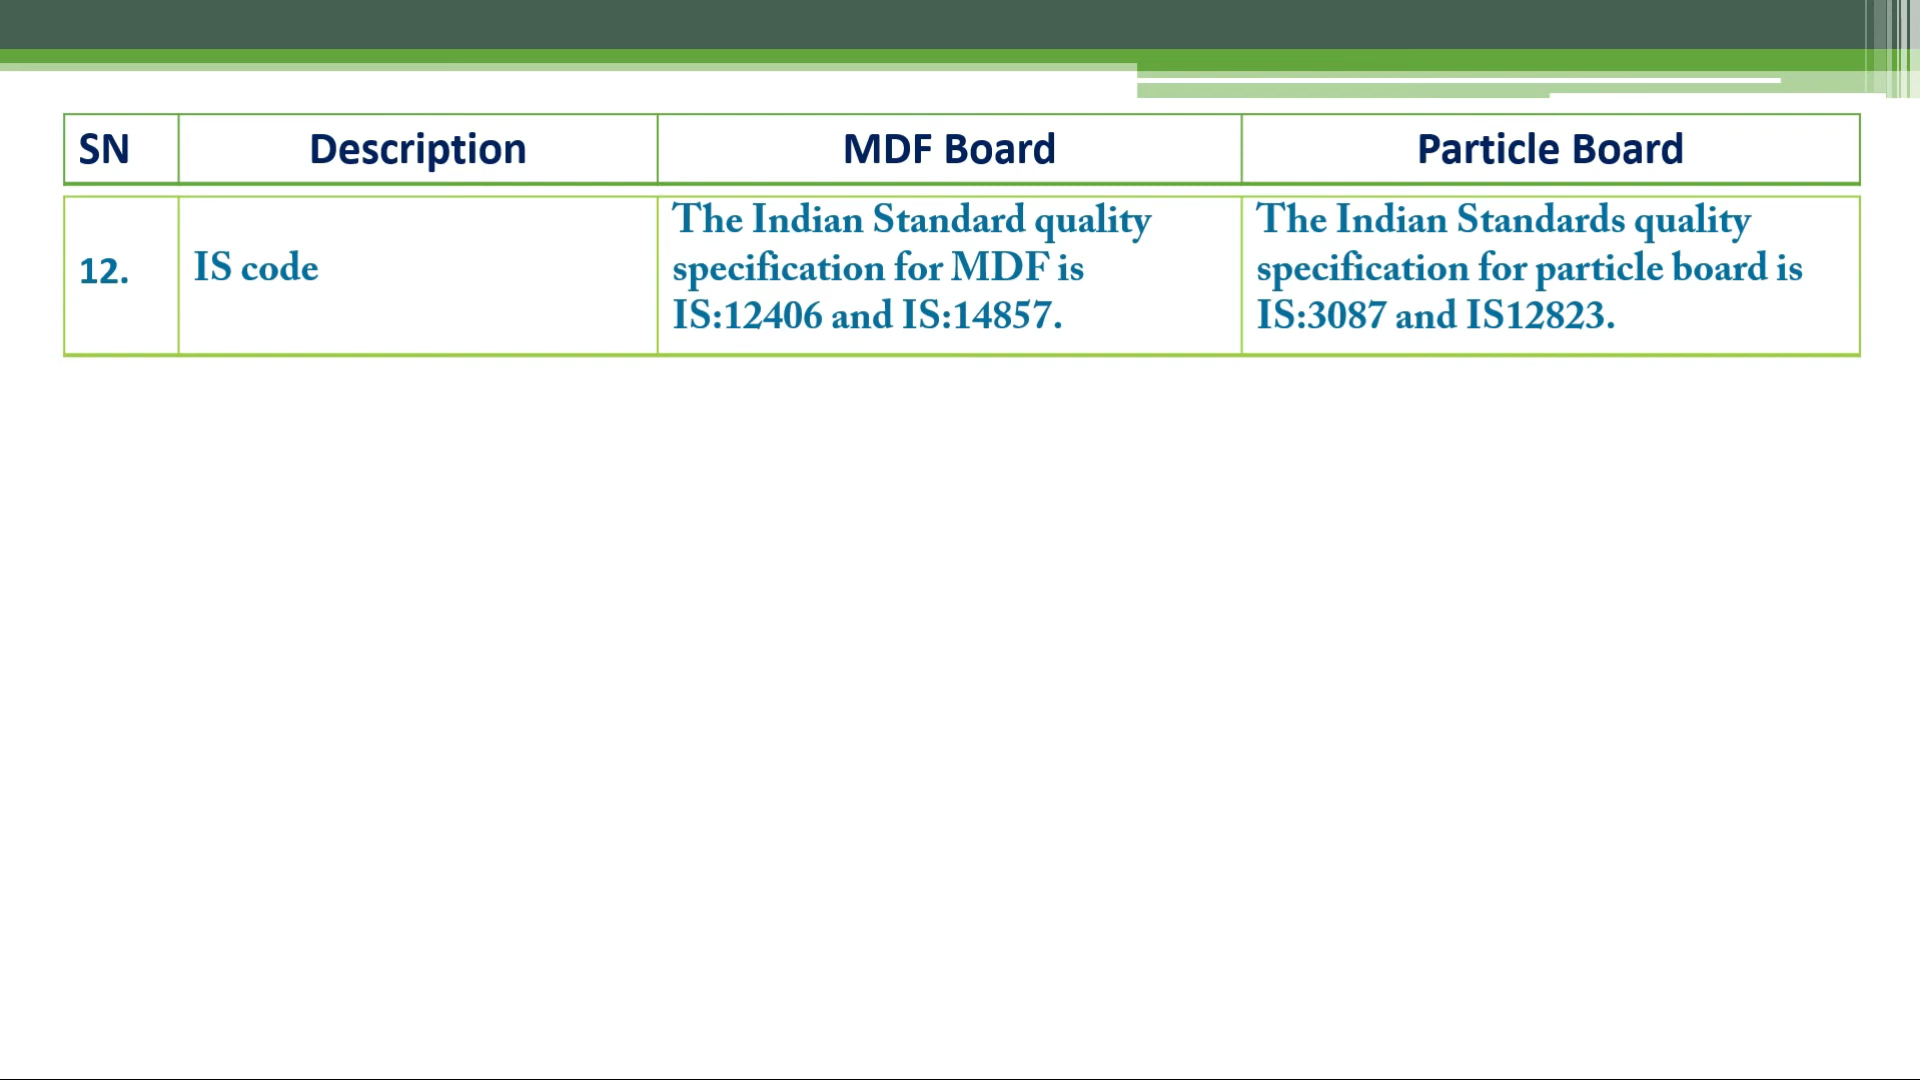 SN Description MDF Board Particle Board
12. IS code
The Indian Standard quality
specification for MDF is
IS:12406 and IS:14857.
The Indian Standards quality
specification for particle board is
IS:3087 and IS12823.